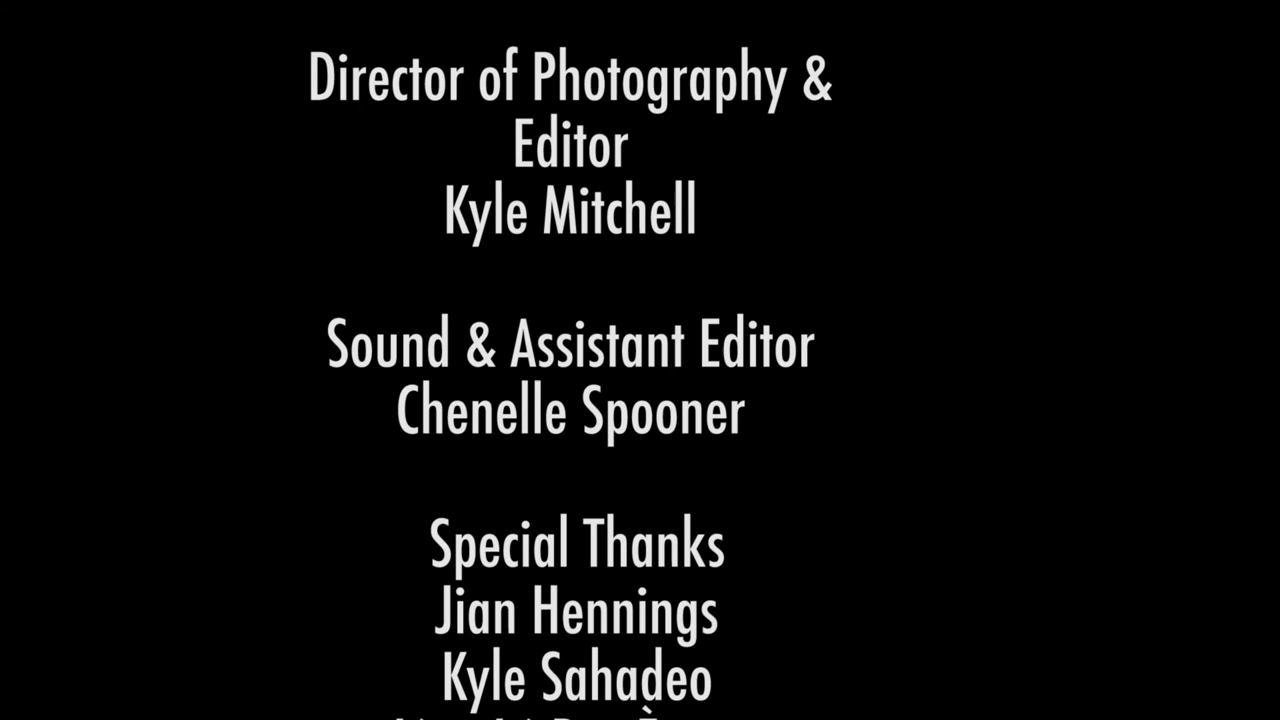 Director of Photography &
Editor
Kyle Mitchell
Sound & Assistant Editor
Chenelle Spooner
Special Thanks
Jian Hennings
Kyle Sahadeo